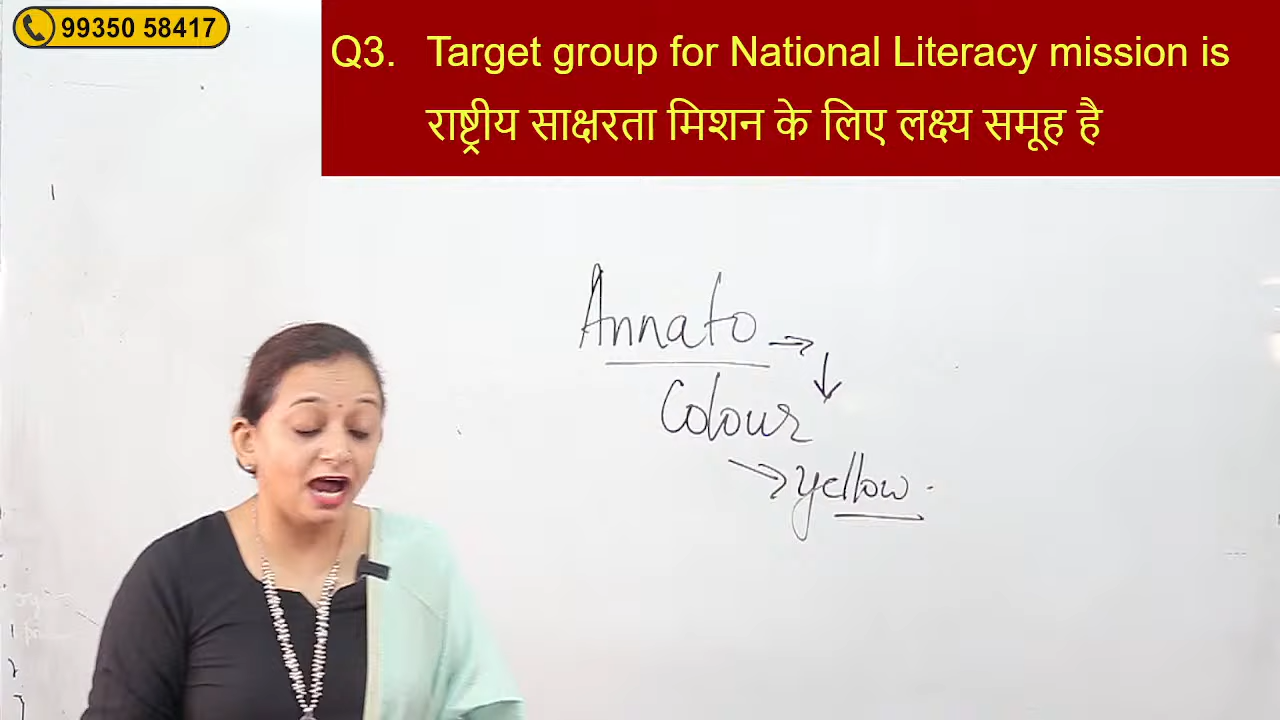 99350 58417
Q3. Target group for National Literacy mission is
राष्ट्रीय साक्षरता मिशन के लिए लक्ष्य समूह है
Annato →
Colour
→ yellow.